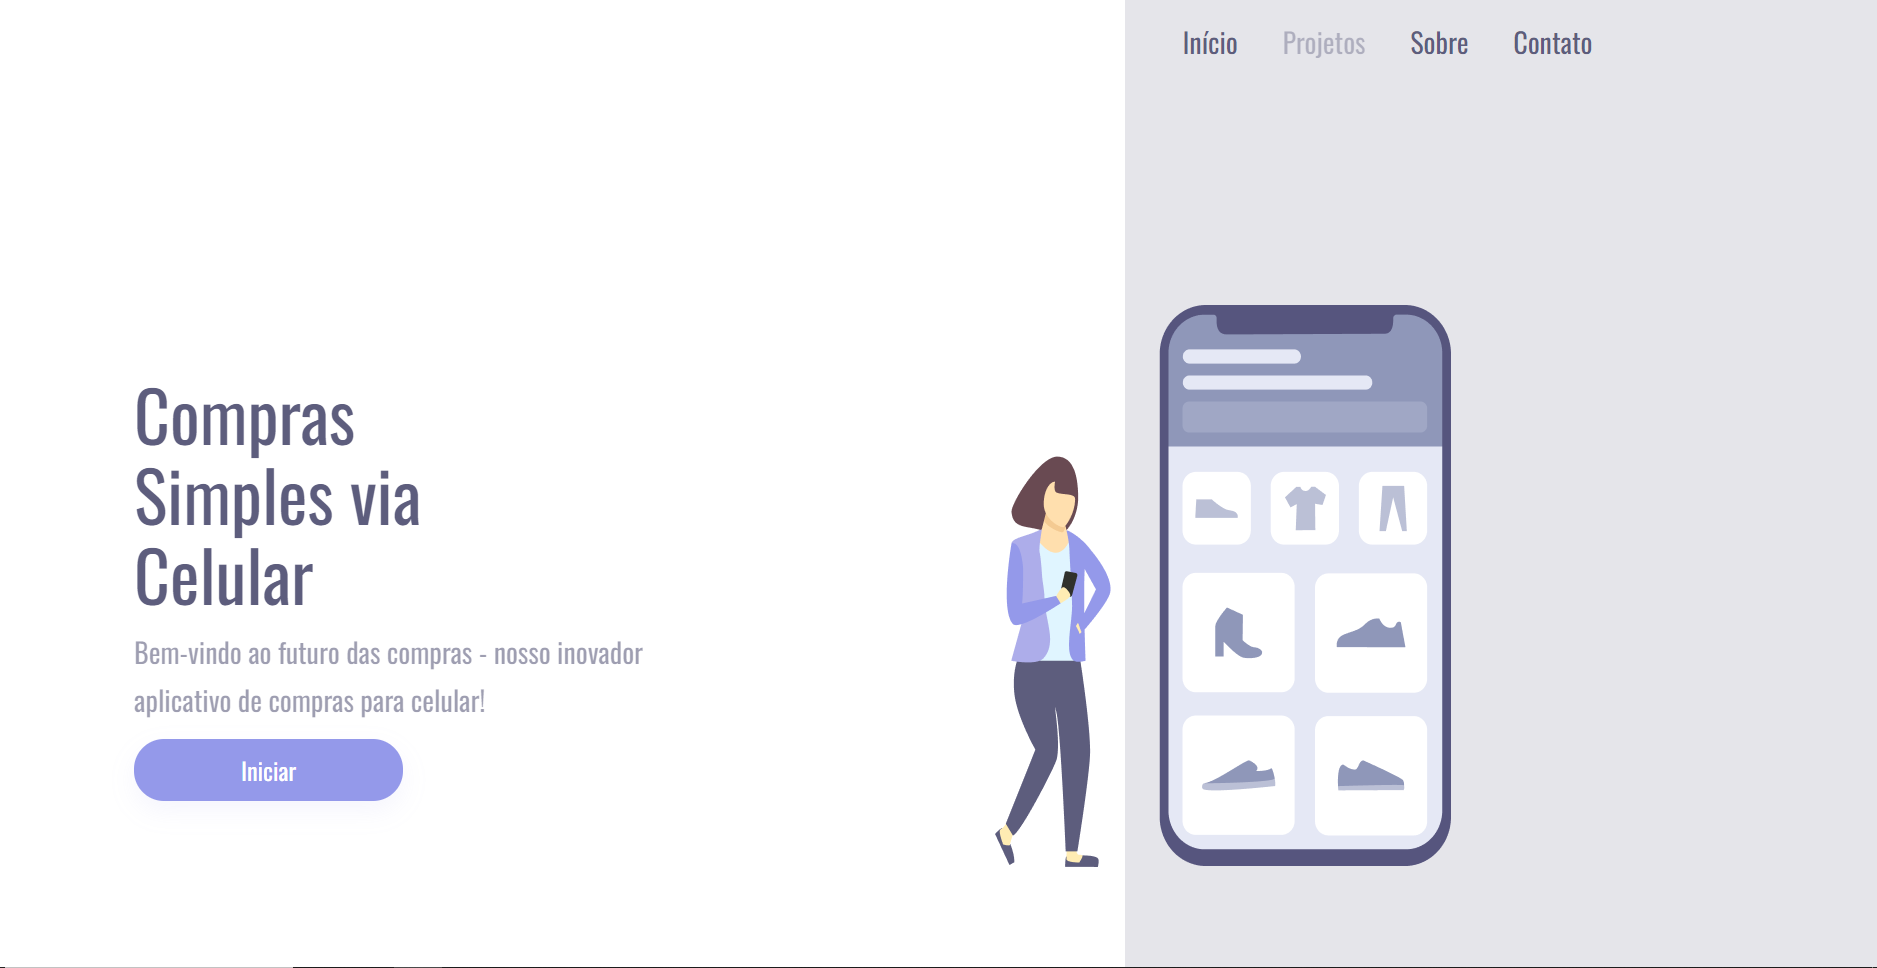 Início Projetos Sobre Contato
Compras
Simples via
Celular
Bem-vindo ao futuro das compras - nosso inovador
aplicativo de compras para celular!
Iniciar